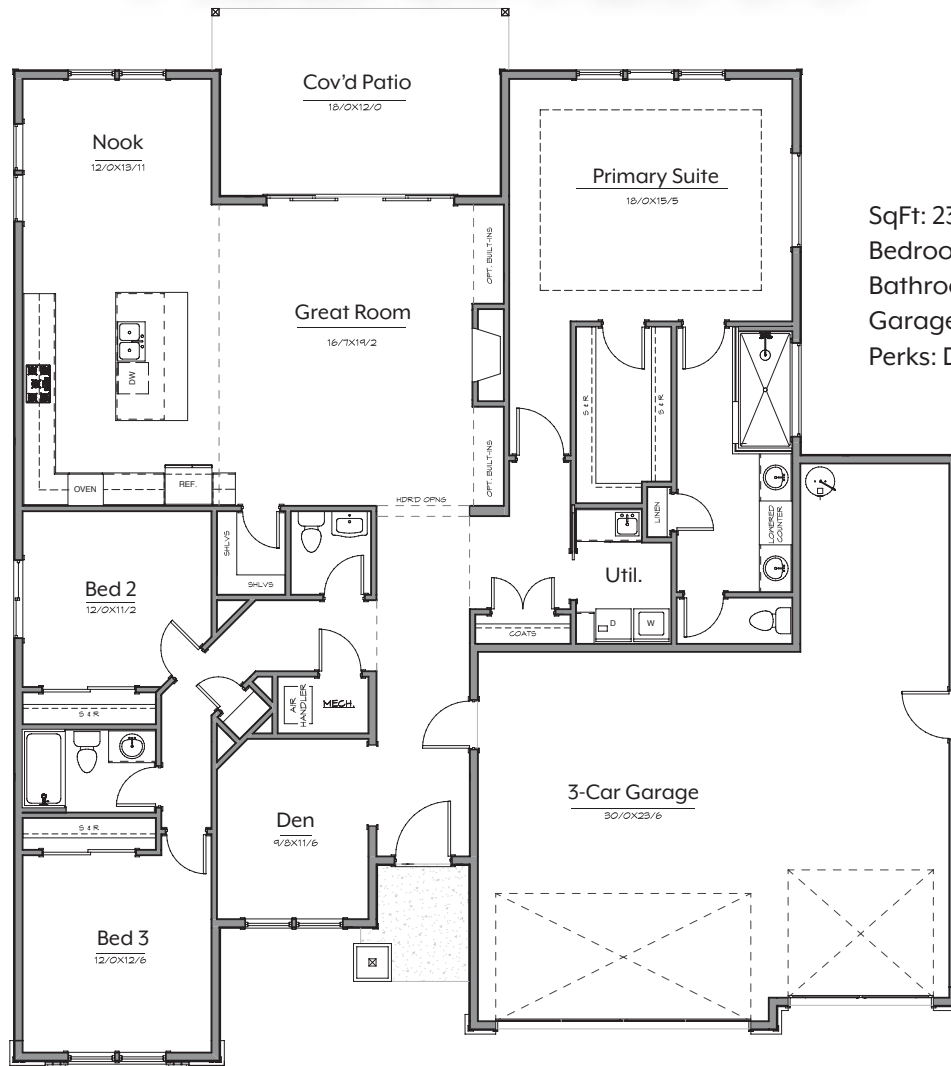 Cov'd Patio
18/0X12/0
Nook
12/0X13/11
Primary Suite
18/0X15/5
SqFt: 23
Bedroo
Bathro
Garage
Perks: D
OPT. BUILT-INS
Great Room
16/7X19/2
DW
S & R
S & R
OVEN
REF.
OPT. BUILT-INS
HDR'D OPNG
LINEN
LOWERED
COUNTER
SHLVS
SHLVS
Bed 2
12/0X11/2
Util.
D
W
COATS
AIR
HANDLER
MECH.
S & R
3-Car Garage
30/0X23/6
Den
9/8X11/6
S & R
Bed 3
12/0X12/6